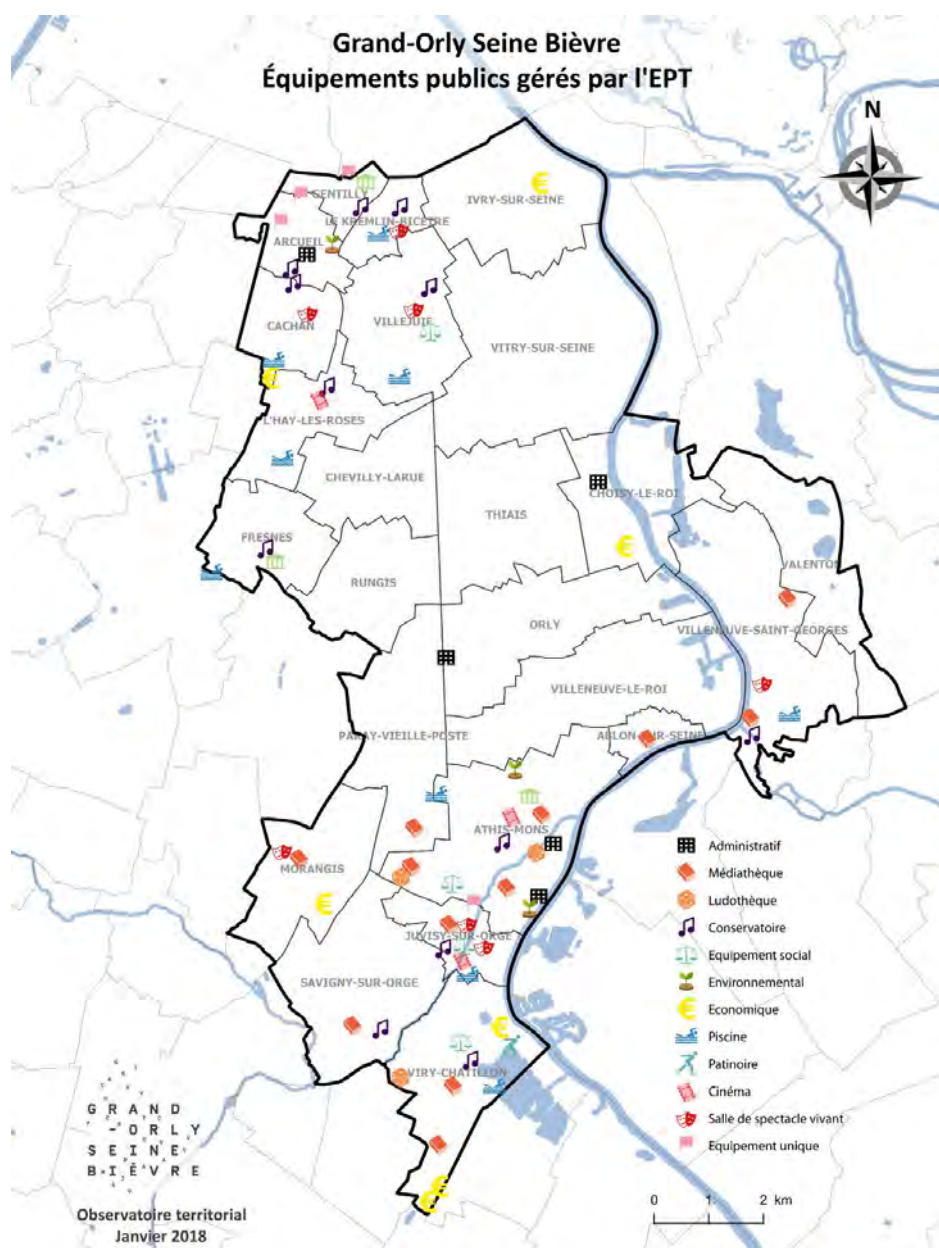 Grand-Orly Seine Bièvre
Équipements publics gérés par l'EPT
N
GENTILLY
IVRY-SUR-SEINE
LE KREMLIN-BICETRE
ARCUEIL
CACHAN
VILLEJUIF
VITRY-SUR-SEINE
L'HAY-LES-ROSES
CHEVILLY-LARUE
CHOISY-LE-ROI
THIAIS
FRESNES
RUNGIS
VALENTON
ORLY
VILLENEUVE-SAINT-GEORGES
VILLENEUVE-LE-ROI
PARAY-VIEILLE-POSTE
ABLON-SUR-SEINE
ATHIS-MONS
MORANGIS
JUVISY-SUR-ORGE
SAVIGNY-SUR-ORGE
VIRY-CHATILLON
Administratif
Médiathèque
Ludothèque
Conservatoire
Equipement social
Environnemental
Economique
Piscine
Patinoire
Cinéma
Salle de spectacle vivant
Equipement unique
0 1 2 km
GRAND
-ORLY
SEINE
BIÈVRE
Observatoire territorial
Janvier 2018